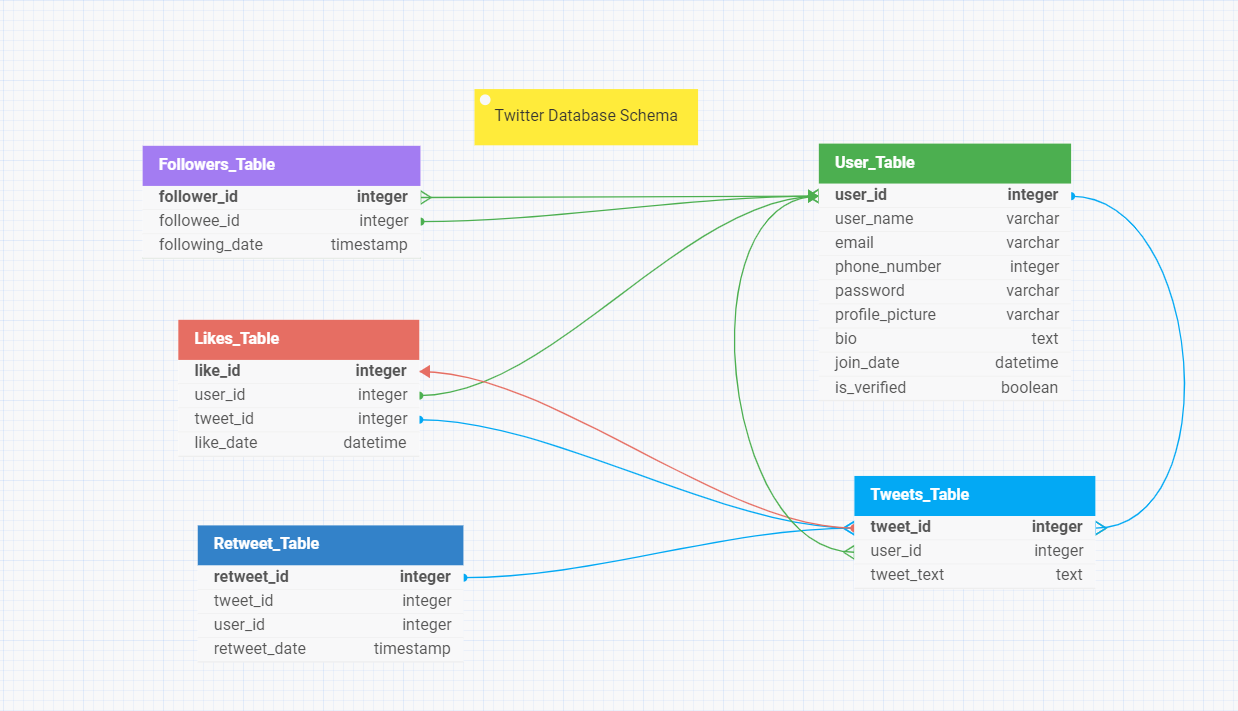 Twitter Database Schema
Followers_Table
follower_id integer
followee_id integer
following_date timestamp
User_Table
user_id integer
user_name varchar
email varchar
phone_number integer
password varchar
profile_picture varchar
bio text
join_date datetime
is_verified boolean
Likes_Table
like_id integer
user_id integer
tweet_id integer
like_date datetime
Tweets_Table
tweet_id integer
user_id integer
tweet_text text
Retweet_Table
retweet_id integer
tweet_id integer
user_id integer
retweet_date timestamp